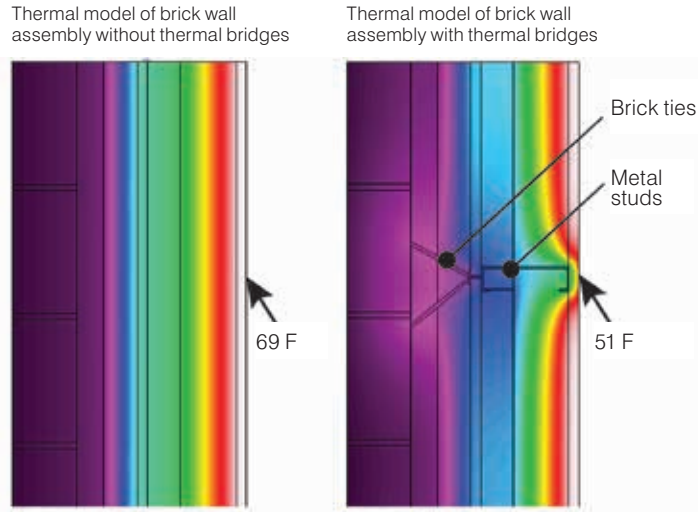 Thermal model of brick wall
assembly without thermal bridges
Thermal model of brick wall
assembly with thermal bridges
Brick ties
Metal
studs
69 F
51 F